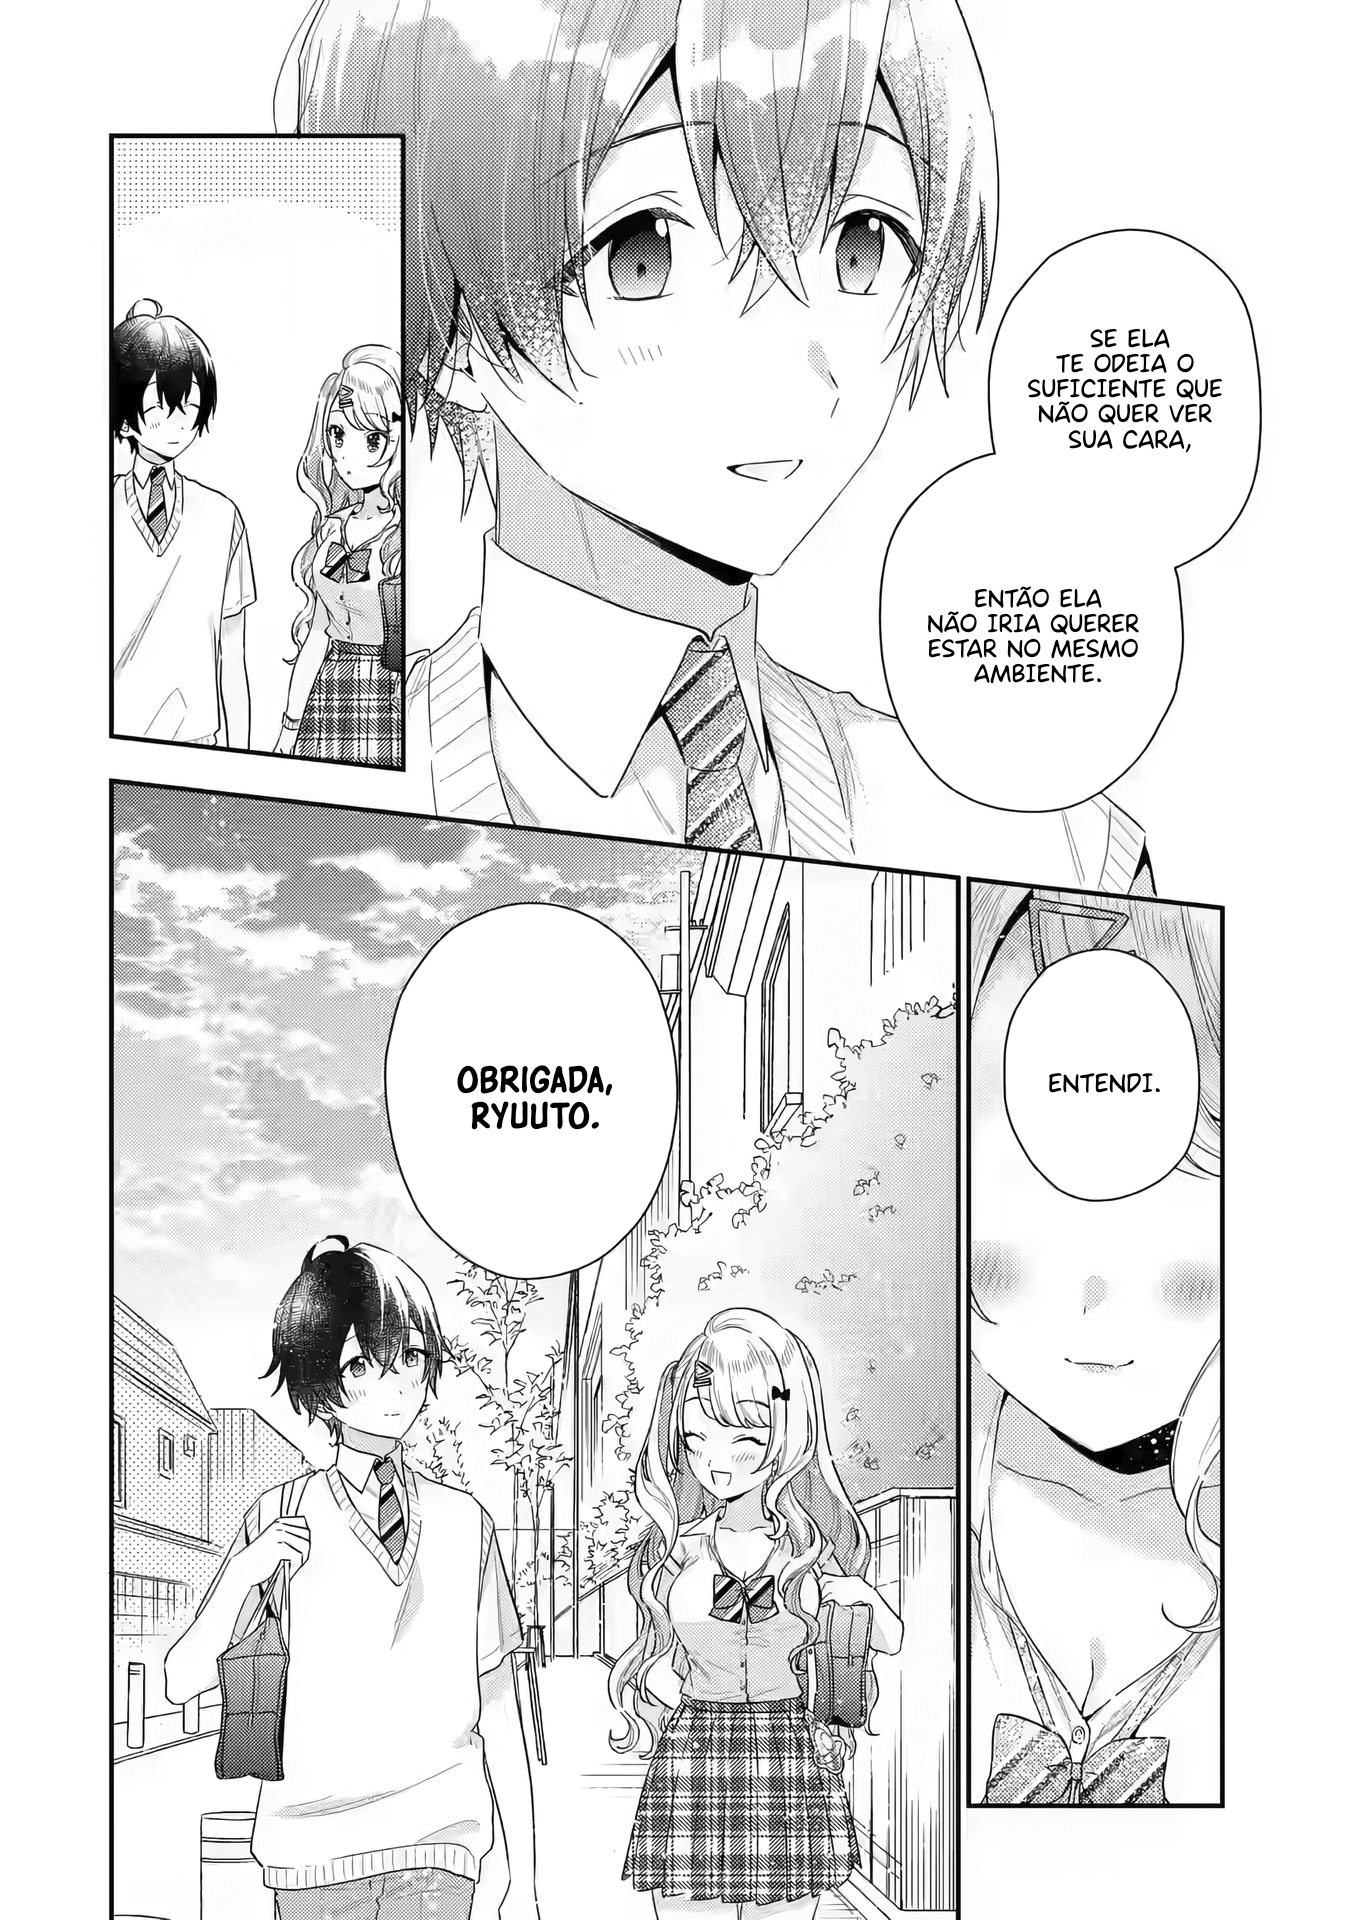 SE ELA
TE ODEIA O
SUFICIENTE QUE
NÃO QUER VER
SUA CARA,
ENTÃO ELA
NÃO IRIA QUERER
ESTAR NO MESMO
AMBIENTE.
ENTENDI.
OBRIGADA,
RYUUTO.